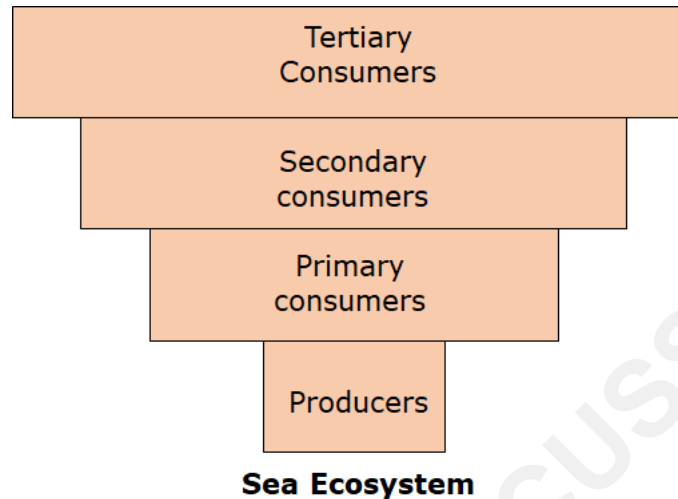 Tertiary
Consumers
Secondary
consumers
Primary
consumers
Producers
Sea Ecosystem